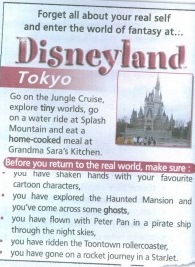 Forget all about your real self
and enter the world of fantasy at...
Disneyland
Tokyo
Go on the Jungle Cruise,
explore tiny worlds, go
on a water ride at Splash
Mountain and eat a
home-cooked meal at
Grandma Sara's Kitchen.
Before you return to the real world, make sure :
• you have shaken hands with your favourite
cartoon characters,
• you have explored the Haunted Mansion and
you've come across some ghosts,
• you have flown with Peter Pan in a pirate ship
through the night skies,
• you have ridden the Toontown rollercoaster,
• you have gone on a rocket journey in a StarJet.